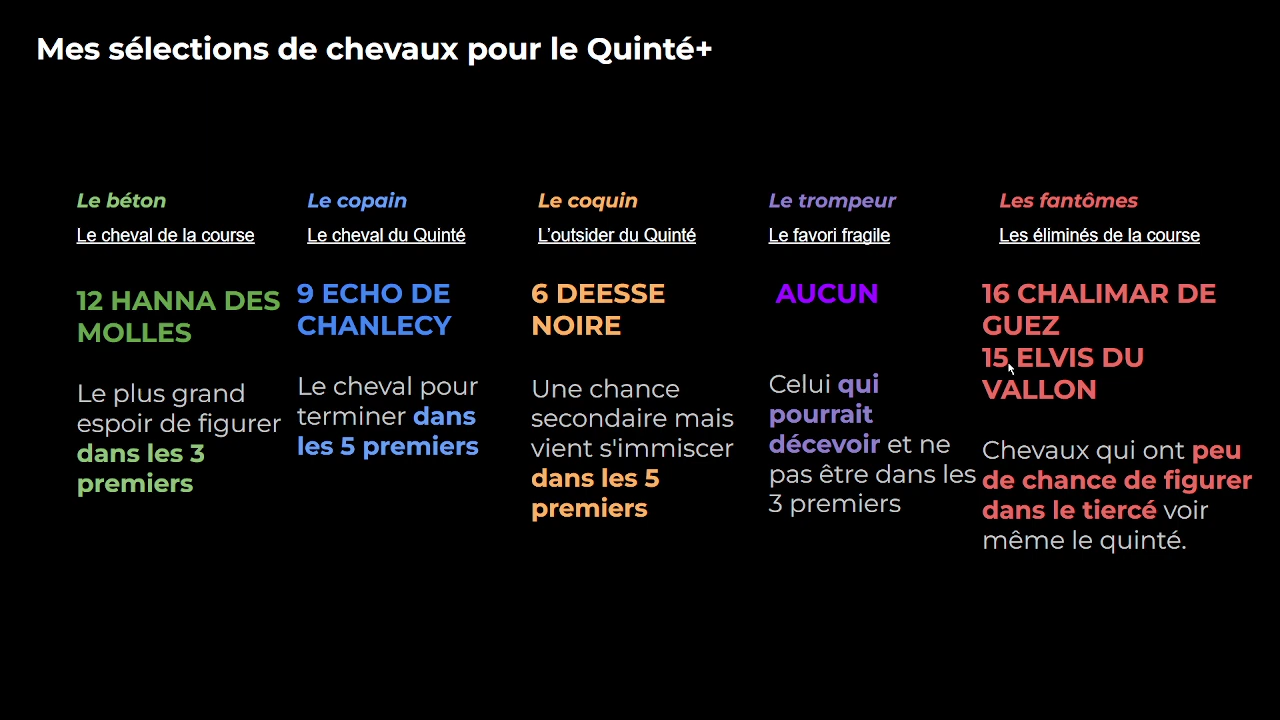 Mes sélections de chevaux pour le Quinté+
Le béton
Le cheval de la course
12 HANNA DES
MOLLES
Le plus grand
espoir de figurer
dans les 3
premiers
Le copain
Le cheval du Quinté
9 ECHO DE
CHANLECY
Le cheval pour
terminer dans
les 5 premiers
Le coquin
L'outsider du Quinté
6 DEESSE
NOIRE
Une chance
secondaire mais
vient s'immiscer
dans les 5
premiers
Le trompeur
Le favori fragile
AUCUN
Celui qui
pourrait
décevoir et ne
pas être dans les
3 premiers
Les fantômes
Les éliminés de la course
16 CHALIMAR DE
GUEZ
15 ELVIS DU
VALLON
Chevaux qui ont peu
de chance de figurer
dans le tiercé voir
même le quinté.